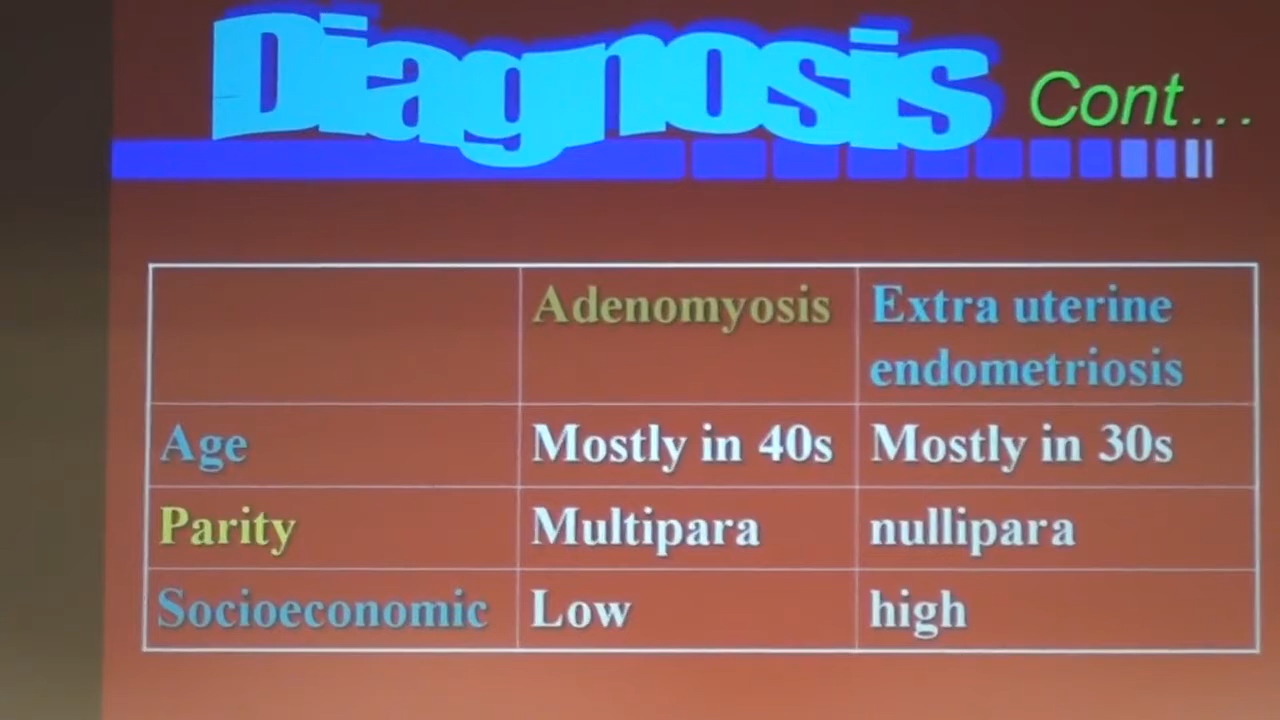 Diagnosis Cont...
Adenomyosis Extra uterine
endometriosis
Age Mostly in 40s Mostly in 30s
Parity Multipara nullipara
Socioeconomic Low high